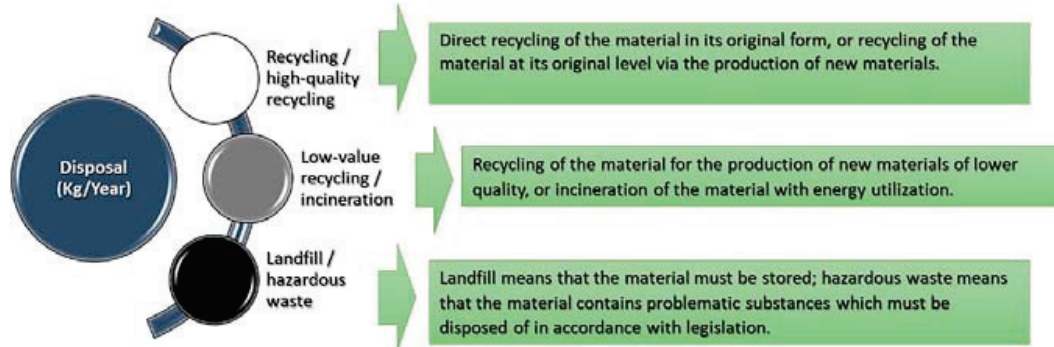 Disposal
(Kg/Year)
Recycling /
high-quality
recycling
Direct recycling of the material in its original form, or recycling of the
material at its original level via the production of new materials.
Low-value
recycling /
incineration
Recycling of the material for the production of new materials of lower
quality, or incineration of the material with energy utilization.
Landfill /
hazardous
waste
Landfill means that the material must be stored; hazardous waste means
that the material contains problematic substances which must be
disposed of in accordance with legislation.